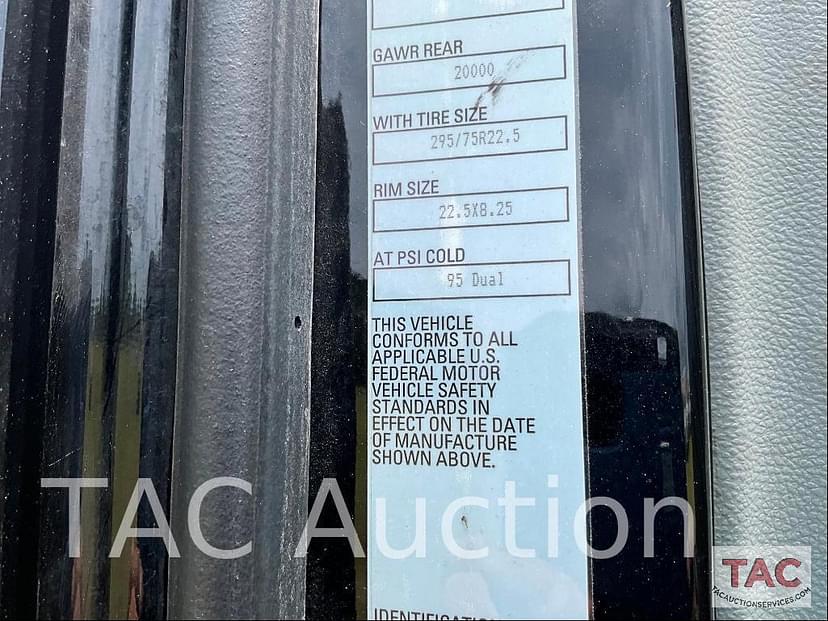 GAWR REAR
20000
WITH TIRE SIZE
295/75R22.5
RIM SIZE
22.5X8.25
AT PSI COLD
95 Dual
THIS VEHICLE
CONFORMS TO ALL
APPLICABLE U.S.
FEDERAL MOTOR
VEHICLE SAFETY
STANDARDS IN
EFFECT ON THE DATE
OF MANUFACTURE
SHOWN ABOVE.
TAC Auction
TAC
TACAUCTIONSERVICES.COM